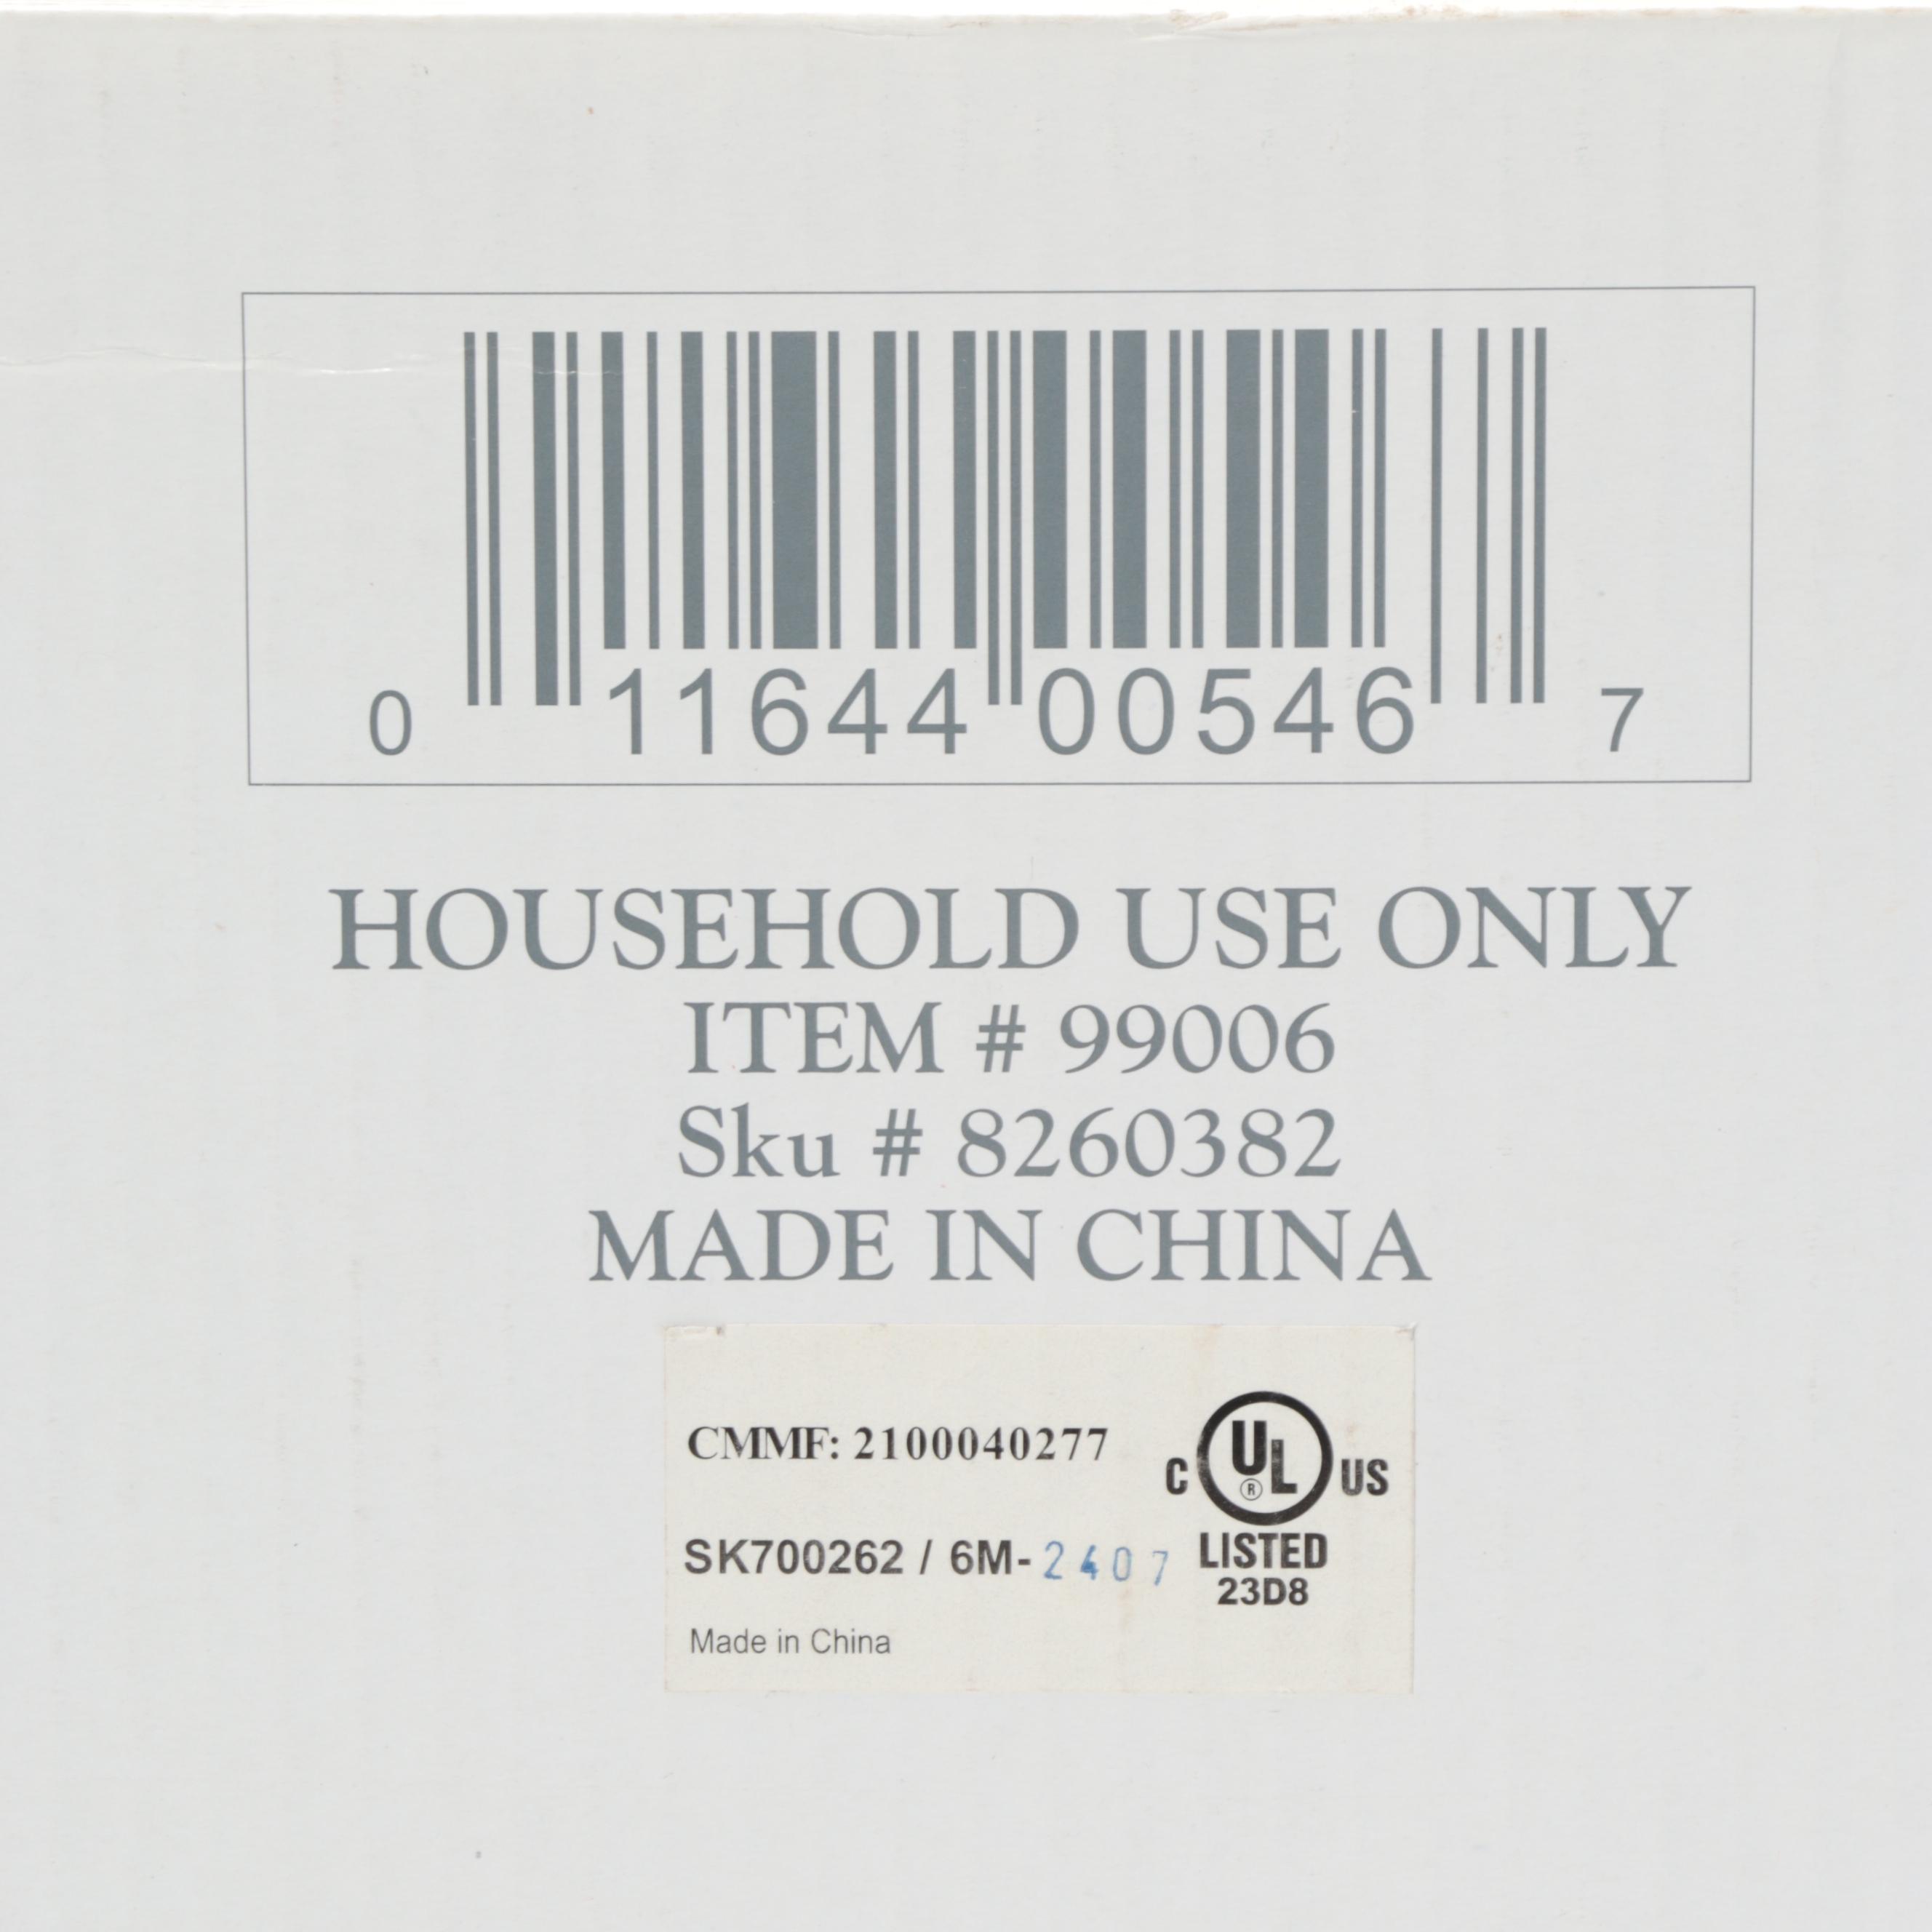 0 11644 00546 7
HOUSEHOLD USE ONLY
ITEM # 99006
Sku # 8260382
MADE IN CHINA
CMMF: 2100040277
C UL ® US
LISTED
23D8
SK700262 / 6M-2407
Made in China